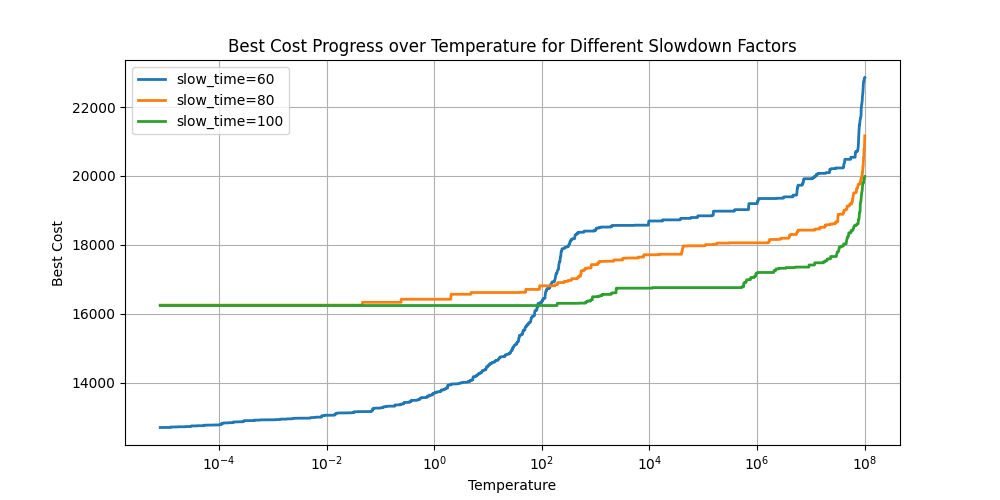 Best Cost Progress over Temperature for Different Slowdown Factors
slow_time=60
slow_time=80
slow_time=100
22000
20000
18000
16000
14000
Best Cost
10⁻⁴
10⁻²
10⁰
10²
10⁴
10⁶
10⁸
Temperature